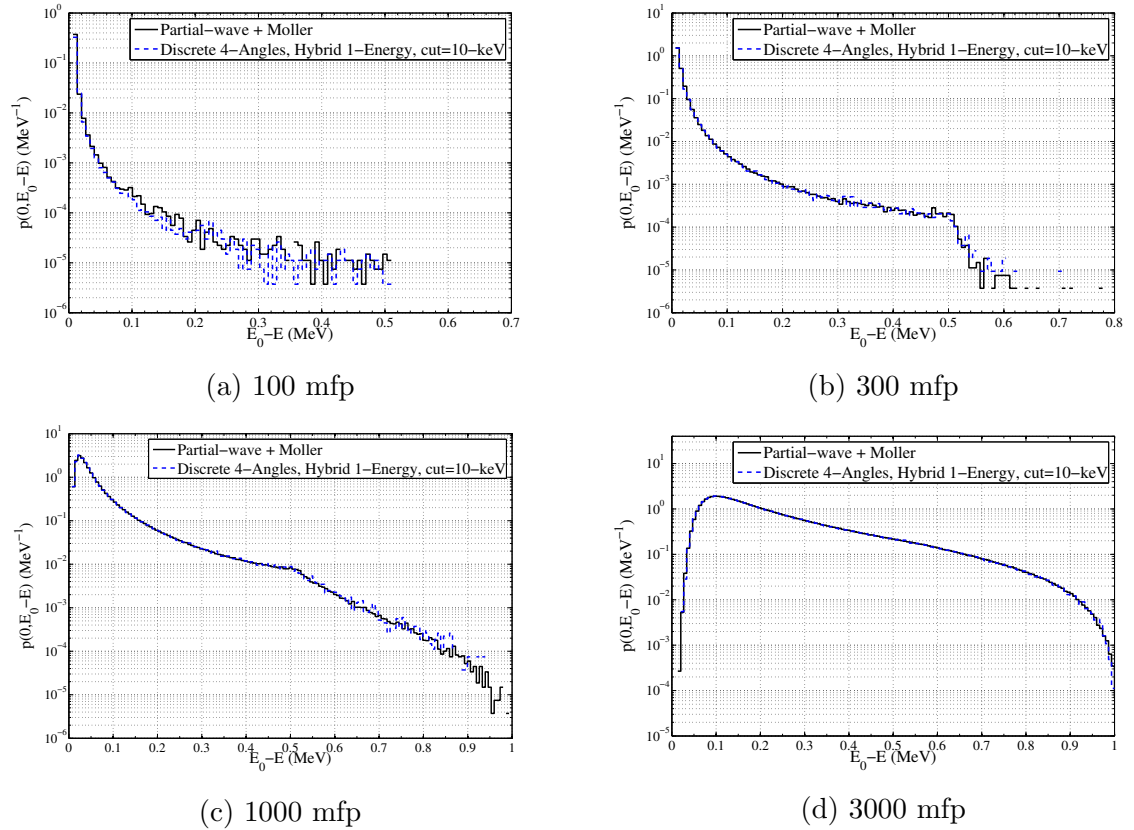 10^0
10^-1
10^-2
10^-3
10^-4
10^-5
10^-6
p(0,E_0−E) (MeV^−1)
Partial−wave + Moller
Discrete 4−Angles, Hybrid 1−Energy, cut=10−keV
0 0.1 0.2 0.3 0.4 0.5 0.6 0.7
E_0−E (MeV)
(a) 100 mfp
10^1
10^0
10^-1
10^-2
10^-3
10^-4
10^-5
10^-6
p(0,E_0−E) (MeV^−1)
Partial−wave + Moller
Discrete 4−Angles, Hybrid 1−Energy, cut=10−keV
0 0.1 0.2 0.3 0.4 0.5 0.6 0.7 0.8
E_0−E (MeV)
(b) 300 mfp
10^1
10^0
10^-1
10^-2
10^-3
10^-4
10^-5
10^-6
p(0,E_0−E) (MeV^−1)
Partial−wave + Moller
Discrete 4−Angles, Hybrid 1−Energy, cut=10−keV
0 0.1 0.2 0.3 0.4 0.5 0.6 0.7 0.8 0.9 1
E_0−E (MeV)
(c) 1000 mfp
10^1
10^0
10^-1
10^-2
10^-3
10^-4
10^-5
p(0,E_0−E) (MeV^−1)
Partial−wave + Moller
Discrete 4−Angles, Hybrid 1−Energy, cut=10−keV
0 0.1 0.2 0.3 0.4 0.5 0.6 0.7 0.8 0.9 1
E_0−E (MeV)
(d) 3000 mfp